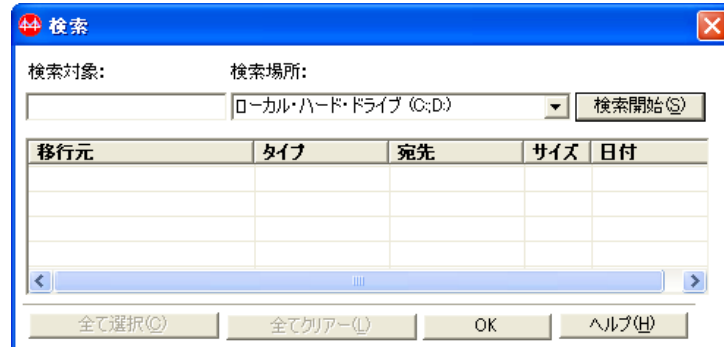 検索
検索対象: 検索場所:
ローカル・ハード・ドライブ (C:;D:) 検索開始(S)
移行元 タイプ 宛先 サイズ 日付
全て選択(C) 全てクリアー(L) OK ヘルプ(H)